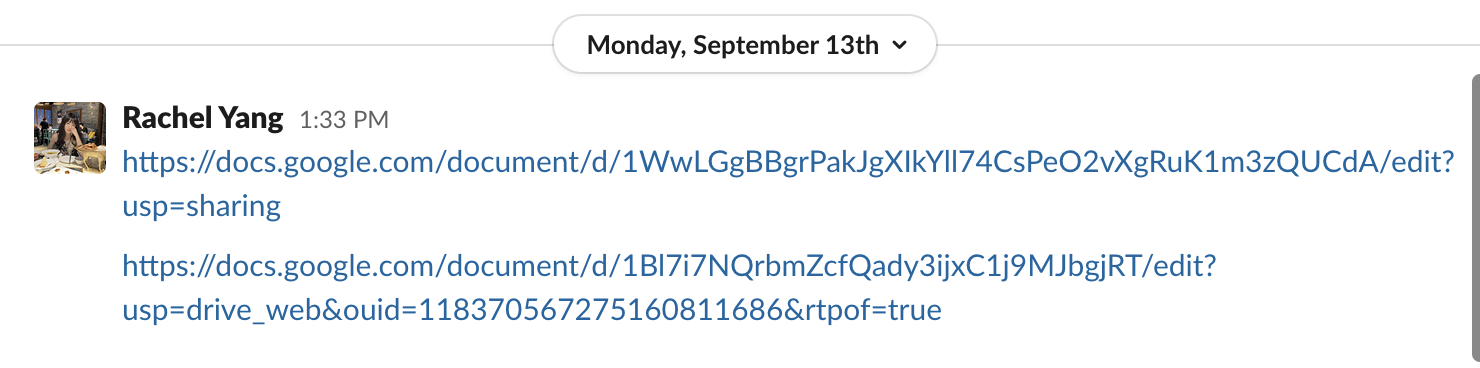 Monday, September 13th
Rachel Yang 1:33 PM
https://docs.google.com/document/d/1WwLGgBBgrPakJgXIkYll74CsPeO2vXgRuK1m3zQUCdA/edit?
usp=sharing
https://docs.google.com/document/d/1Bl7i7NQrbmZcfQady3ijxC1j9MJbgjRT/edit?
usp=drive_web&ouid=118370567275160811686&rtpof=true